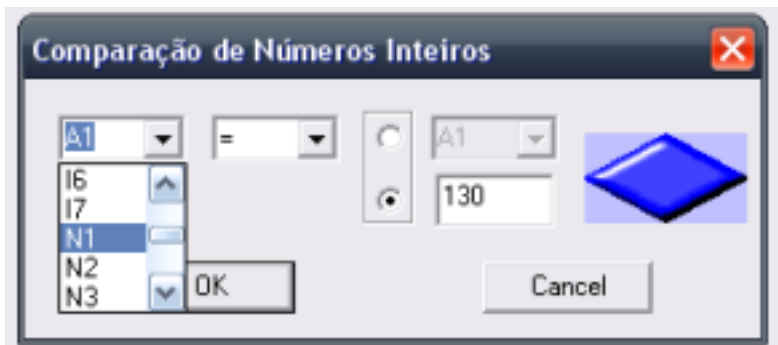 Comparação de Números Inteiros
A1 = A1
130
I6
I7
N1
N2
N3
OK Cancel